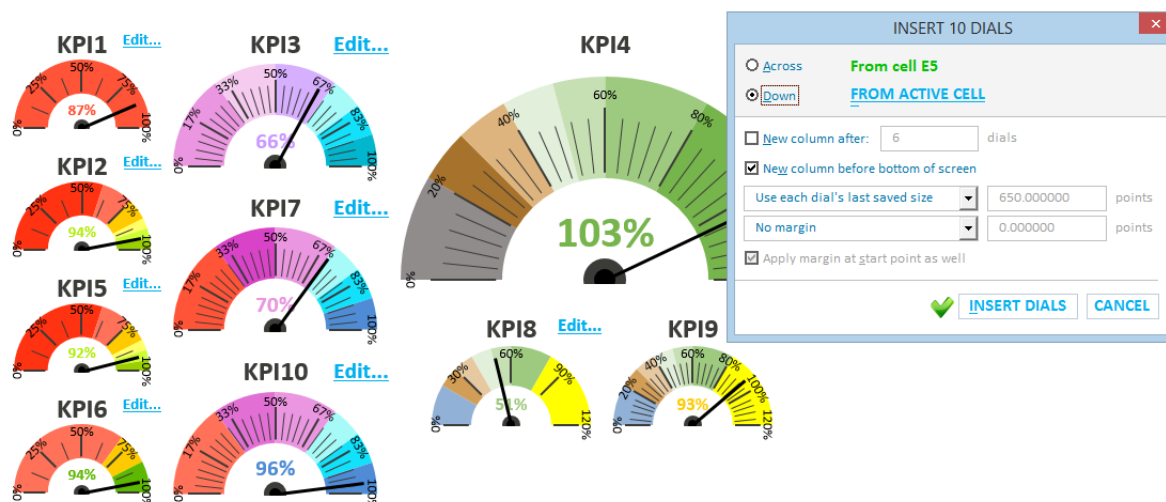 KPI1 Edit...
0% 25% 50% 75% 100%
87%
KPI2 Edit...
0% 25% 50% 75% 100%
94%
KPI5 Edit...
0% 25% 50% 75% 100%
92%
KPI6 Edit...
0% 25% 50% 75% 100%
94%
KPI3 Edit...
0% 17% 33% 50% 67% 83% 100%
66%
KPI7 Edit...
0% 17% 33% 50% 67% 83% 100%
70%
KPI10 Edit...
0% 17% 33% 50% 67% 83% 100%
96%
KPI4
0% 20% 40% 60% 80%
103%
KPI8 Edit...
0% 30% 60% 90% 120%
51%
KPI9
0% 20% 40% 60% 80% 100% 120%
93%
INSERT 10 DIALS
Across From cell E5
Down FROM ACTIVE CELL
New column after: 6 dials
New column before bottom of screen
Use each dial's last saved size 650.000000 points
No margin 0.000000 points
Apply margin at start point as well
INSERT DIALS CANCEL